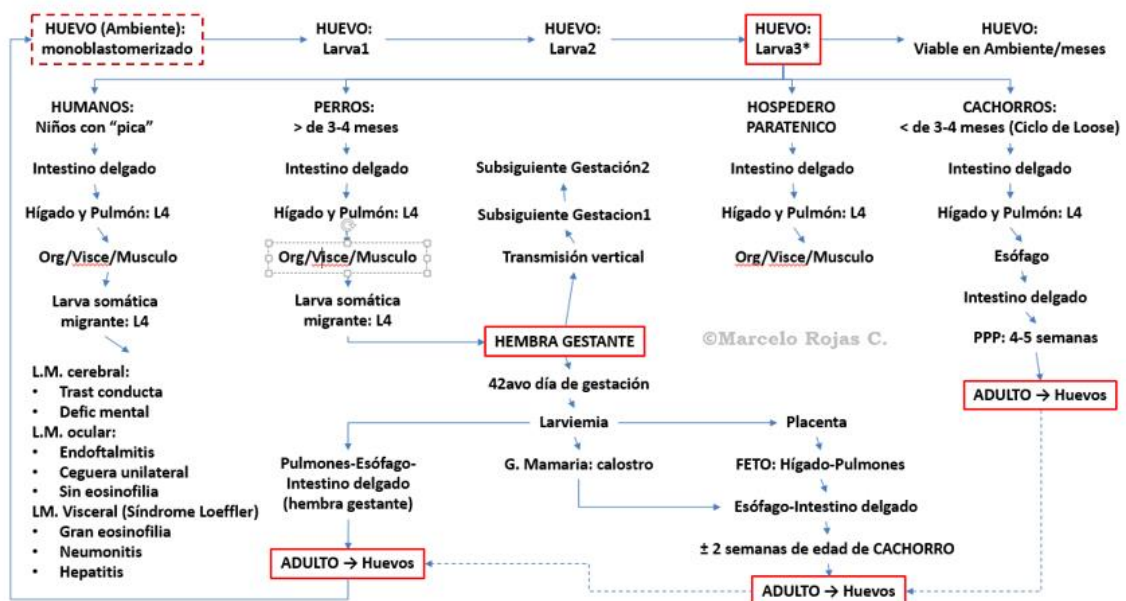 HUEVO (Ambiente):
monoblastomerizado
HUEVO:
Larva1
HUEVO:
Larva2
HUEVO:
Larva3*
HUEVO:
Viable en Ambiente/meses
HUMANOS:
Niños con “pica”
Intestino delgado
Hígado y Pulmón: L4
Org/Visce/Musculo
Larva somática
migrante: L4
L.M. cerebral:
• Trast conducta
• Defic mental
L.M. ocular:
• Endoftalmitis
• Ceguera unilateral
• Sin eosinofilia
LM. Visceral (Síndrome Loeffler)
• Gran eosinofilia
• Neumonitis
• Hepatitis
PERROS:
> de 3-4 meses
Intestino delgado
Hígado y Pulmón: L4
Org/Visce/Musculo
Larva somática
migrante: L4
Subsiguiente Gestación2
Subsiguiente Gestacion1
Transmisión vertical
HEMBRA GESTANTE
42avo día de gestación
Larviemia
Placenta
Pulmones-Esófago-
Intestino delgado
(hembra gestante)
ADULTO → Huevos
G. Mamaria: calostro
FETO: Hígado-Pulmones
Esófago-Intestino delgado
± 2 semanas de edad de CACHORRO
ADULTO → Huevos
HOSPEDERO
PARATENICO
Intestino delgado
Hígado y Pulmón: L4
Org/Visce/Musculo
©Marcelo Rojas C.
CACHORROS:
< de 3-4 meses (Ciclo de Loose)
Intestino delgado
Hígado y Pulmón: L4
Esófago
Intestino delgado
PPP: 4-5 semanas
ADULTO → Huevos